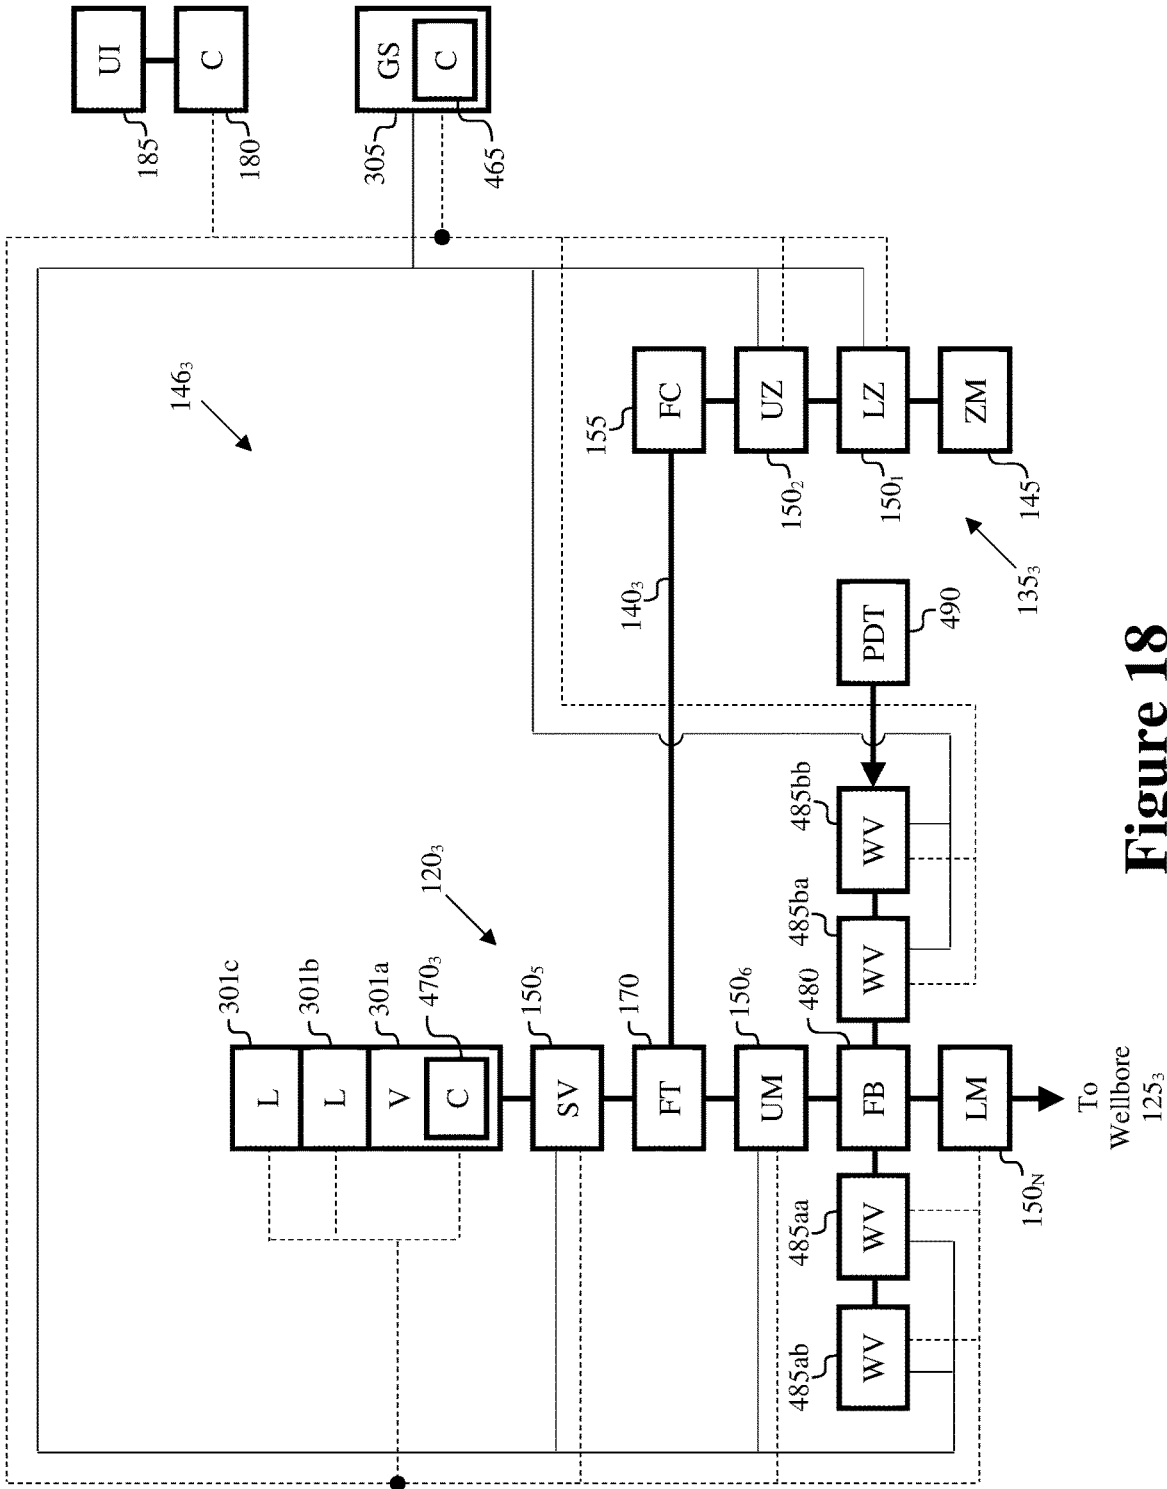 UI
185
C
180
GS
305
C
465
146₃
155
FC
UZ
150₂
LZ
150₁
ZM
145
135₃
140₃
PDT
490
120₃
301c
L
301b
L
301a
V
470₃
C
150₅
SV
170
FT
150₆
UM
480
FB
LM
150N
485bb
WV
485ba
WV
485aa
WV
485ab
WV
To
Wellbore
125₃
Figure 18